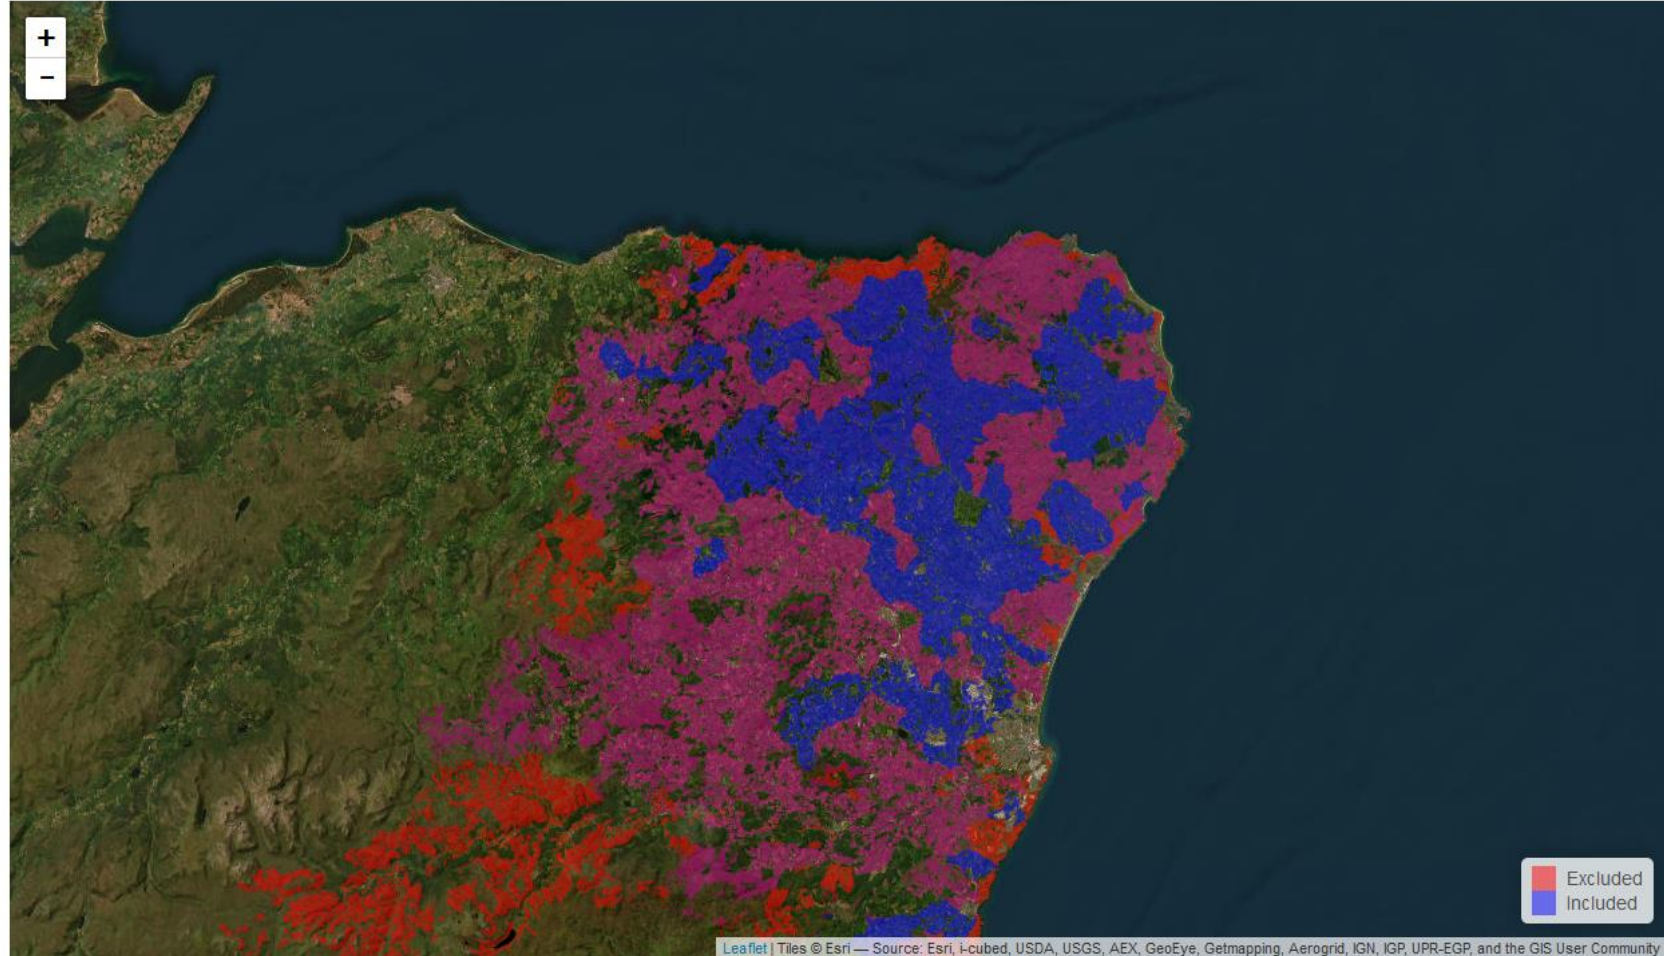 +
−
Excluded
Included
Leaflet | Tiles © Esri — Source: Esri, i-cubed, USDA, USGS, AEX, GeoEye, Getmapping, Aerogrid, IGN, IGP, UPR-EGP, and the GIS User Community